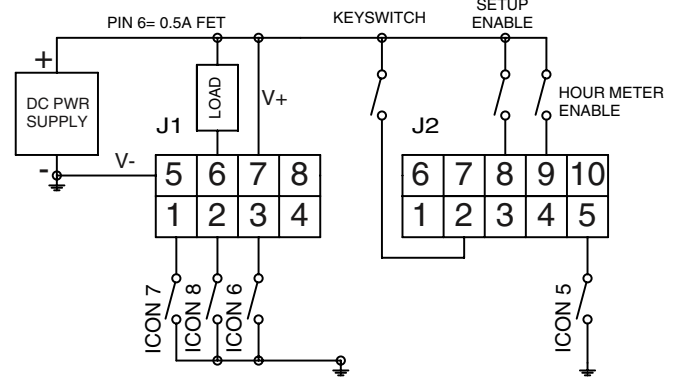 SETUP
PIN 6= 0.5A FET
KEYSWITCH
ENABLE
+
DC PWR
SUPPLY
-
LOAD
V+
HOUR METER
ENABLE
J1
J2
V-
5 6 7 8
1 2 3 4
6 7 8 9 10
1 2 3 4 5
ICON 7
ICON 8
ICON 6
ICON 5